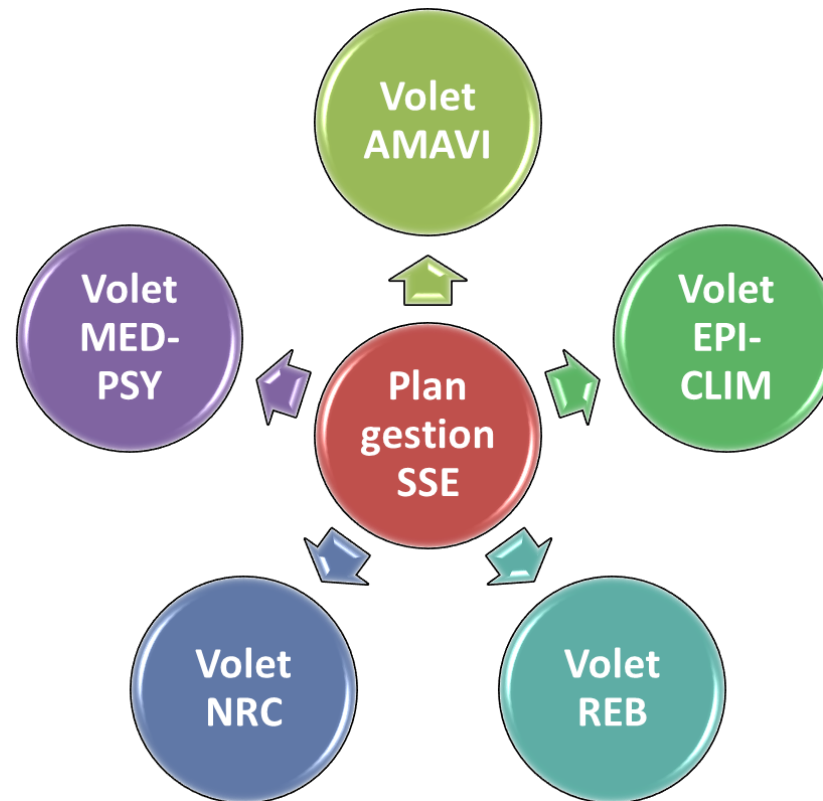 Volet
AMAVI
Volet
MED-
PSY
Volet
EPI-
CLIM
Plan
gestion
SSE
Volet
NRC
Volet
REB